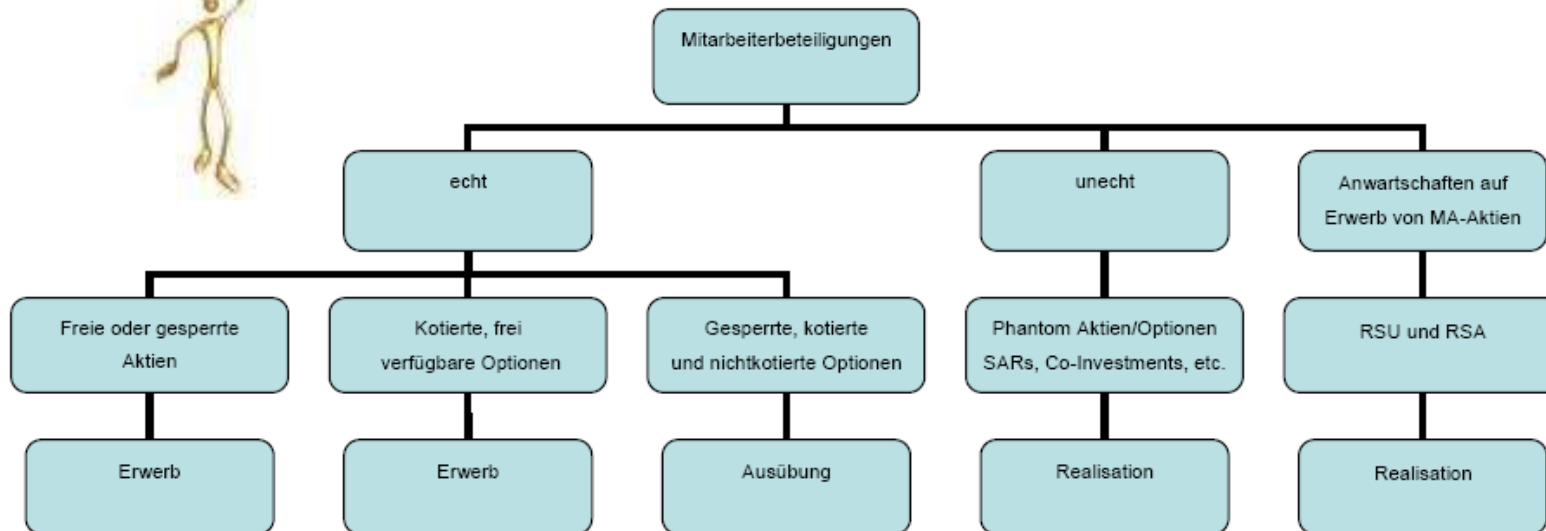 Mitarbeiterbeteiligungen
echt
unecht
Anwartschaften auf
Erwerb von MA-Aktien
Freie oder gesperrte
Aktien
Kotierte, frei
verfügbare Optionen
Gesperrte, kotierte
und nichtkotierte Optionen
Phantom Aktien/Optionen
SARs, Co-Investments, etc.
RSU und RSA
Erwerb
Erwerb
Ausübung
Realisation
Realisation